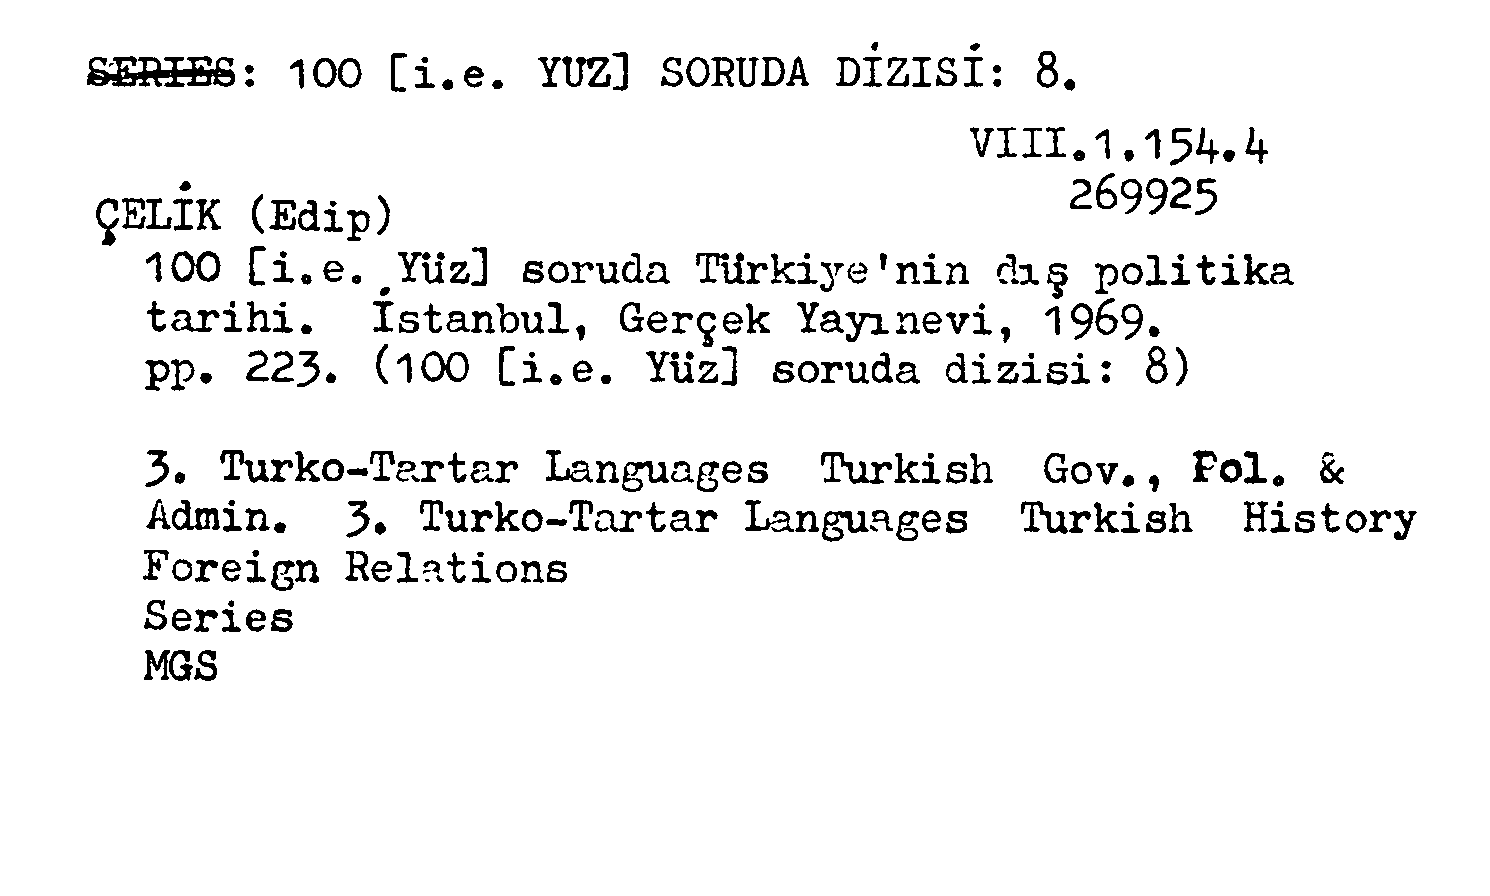 SERIES: 100 [i.e. YUZ] SORUDA DİZISİ: 8.
VIII.1.154.4
269925
ÇELİK (Edip)
100 [i.e. Yüz] soruda Türkiye'nin dış politika
tarihi. İstanbul, Gerçek Yayınevi, 1969.
pp. 223. (100 [i.e. Yüz] soruda dizisi: 8)
3. Turko-Tartar Languages Turkish Gov., Pol. &
Admin. 3. Turko-Tartar Languages Turkish History
Foreign Relations
Series
MGS